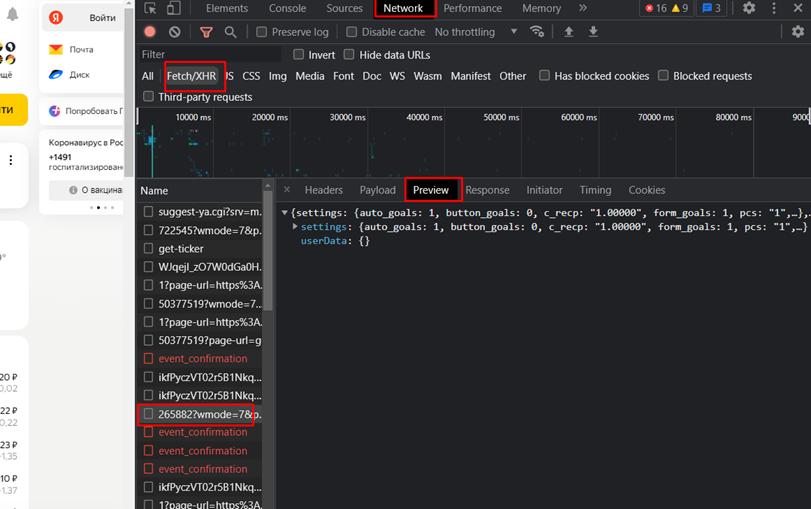 Elements Console Sources Network Performance Memory » 16 9 3
Войти
Preserve log Disable cache No throttling
Filter Invert Hide data URLs
Почта
All Fetch/XHR JS CSS Img Media Font Doc WS Wasm Manifest Other Has blocked cookies Blocked requests
Диск
ещё
Third-party requests
Попробовать
10000 ms 20000 ms 30000 ms 40000 ms 50000 ms 60000 ms 70000 ms 80000 ms 9000
Коронавирус в Рос
+1491
госпитализирован
О вакцина
Name
× Headers Payload Preview Response Initiator Timing Cookies
suggest-ya.cgi?srv=m...
{settings: {auto_goals: 1, button_goals: 0, c_recp: "1.00000", form_goals: 1, pcs: "1",…},…
722545?wmode=7&p...
settings: {auto_goals: 1, button_goals: 0, c_recp: "1.00000", form_goals: 1, pcs: "1",…}
get-ticker
userData: {}
WJqejI_zO7W0dGa0H...
1?page-url=https%3A...
50377519?wmode=7...
1?page-url=https%3A...
50377519?page-url=g...
event_confirmation
ikfPyczVT02r5B1Nkq...
20 ₽
0,02
ikfPyczVT02r5B1Nkq...
22 ₽
265882?wmode=7&p...
0,22
event_confirmation
23 ₽
event_confirmation
-1,35
event_confirmation
10 ₽
ikfPyczVT02r5B1Nkq...
-1,37
1?page-url=https%3A...